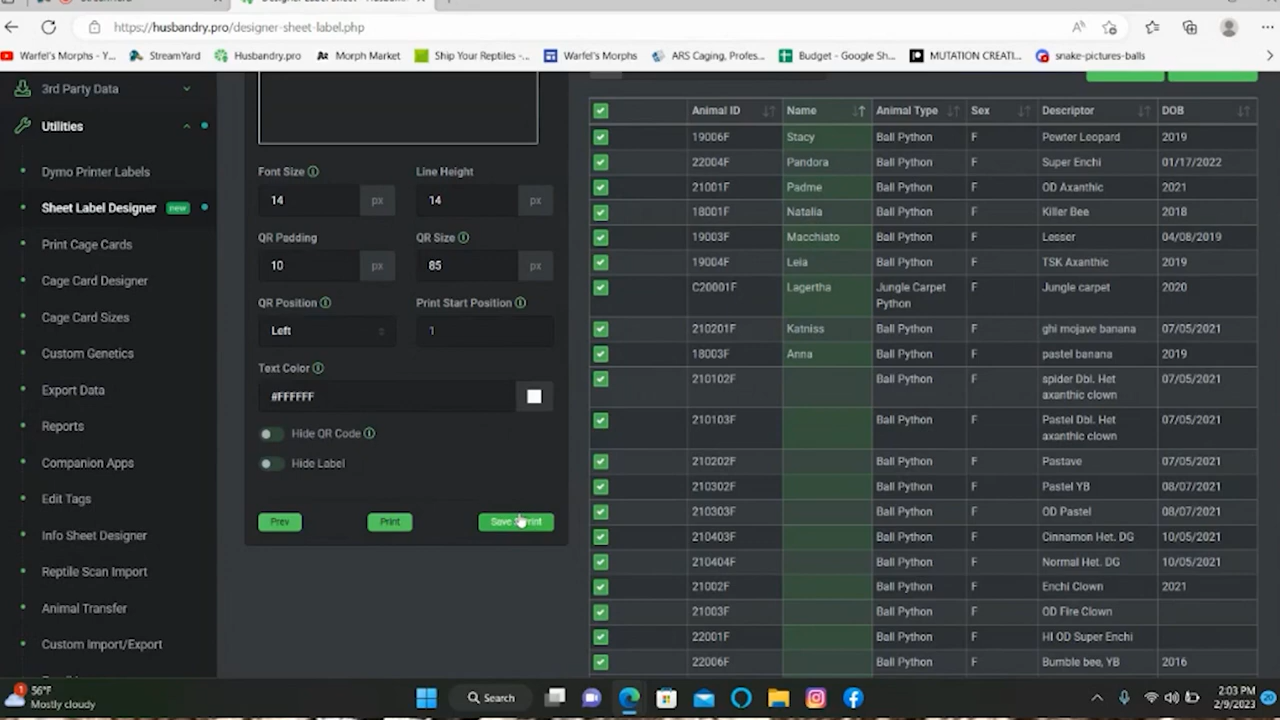 Designer Sheet Label - Husban
https://husbandry.pro/designer-sheet-label.php
Warfel's Morphs - Y... StreamYard Husbandry.pro Morph Market Ship Your Reptiles -... Warfel's Morphs ARS Caging, Profes... Budget - Google Sh... MUTATION CREATI... snake-pictures-balls
3rd Party Data
Utilities
Dymo Printer Labels
Sheet Label Designer new
Print Cage Cards
Cage Card Designer
Cage Card Sizes
Custom Genetics
Export Data
Reports
Companion Apps
Edit Tags
Info Sheet Designer
Reptile Scan Import
Animal Transfer
Custom Import/Export
Font Size Line Height
14 px 14 px
QR Padding QR Size
10 px 85 px
QR Position Print Start Position
Left 1
Text Color
#FFFFFF
Hide QR Code
Hide Label
Prev Print Save & Print
Animal ID Name Animal Type Sex Descriptor DOB
19006F Stacy Ball Python F Pewter Leopard 2019
22004F Pandora Ball Python F Super Enchi 01/17/2022
21001F Padme Ball Python F OD Axanthic 2021
18001F Natalia Ball Python F Killer Bee 2018
19003F Macchiato Ball Python F Lesser 04/08/2019
19004F Leia Ball Python F TSK Axanthic 2019
C20001F Lagertha Jungle Carpet F Jungle carpet 2020
Python
210201F Katniss Ball Python F ghi mojave banana 07/05/2021
18003F Anna Ball Python F pastel banana 2019
210102F Ball Python F spider Dbl. Het 07/05/2021
axanthic clown
210103F Ball Python F Pastel Dbl. Het 07/05/2021
axanthic clown
210202F Ball Python F Pastave 07/05/2021
210302F Ball Python F Pastel YB 08/07/2021
210303F Ball Python F OD Pastel 08/07/2021
210403F Ball Python F Cinnamon Het. DG 10/05/2021
210404F Ball Python F Normal Het. DG 10/05/2021
21002F Ball Python F Enchi Clown 2021
21003F Ball Python F OD Fire Clown
22001F Ball Python F HI OD Super Enchi
22006F Ball Python F Bumble bee, YB 2016
1
56°F
Mostly cloudy
Search
2:03 PM
2/9/2023
20